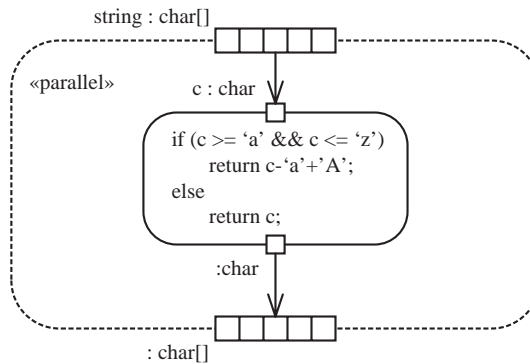 string : char[]
«parallel»
c : char
if (c >= ‘a’ && c <= ‘z’)
return c-‘a’+’A’;
else
return c;
:char
: char[]